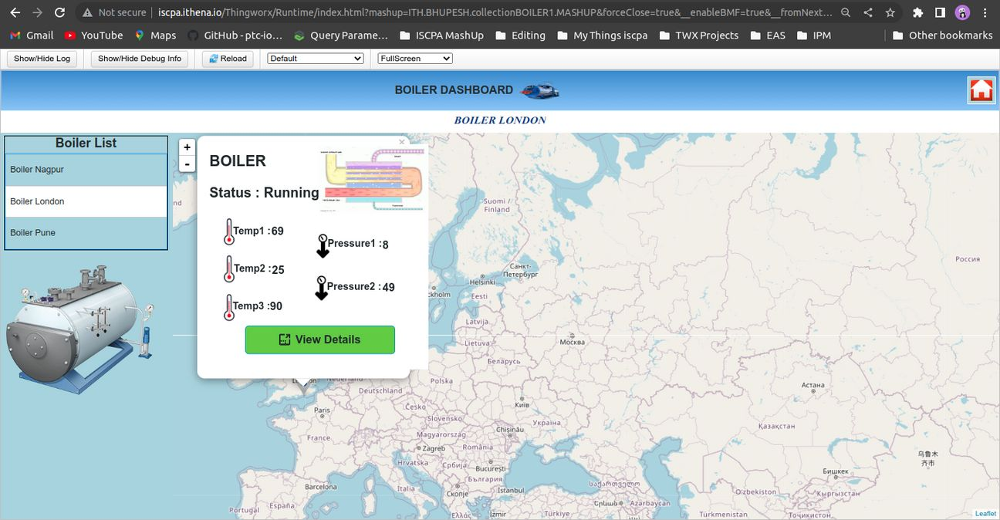 Not secure | iscpa.ithena.io/Thingworx/Runtime/index.html?mashup=ITH.BHUPESH.collectionBOILER1.MASHUP&forceClose=true&__enableBMF=true&__fromNext...
Gmail YouTube Maps GitHub - ptc-io... Query Parame... ISCPA MashUp Editing My Things iscpa TWX Projects EAS IPM Other bookmarks
Show/Hide Log Show/Hide Debug Info Reload Default FullScreen
BOILER DASHBOARD
BOILER LONDON
Boiler List
Boiler Nagpur
Boiler London
Boiler Pune
+
-
×
BOILER
Status : Running
Temp1 :69
Pressure1 :8
Temp2 :25
Pressure2 :49
Temp3 :90
View Details
Suomi /
Finland
Россия
Санкт-
Петербург
Helsinki
Eesti
Latvija
Москва
Lietuva
Беларусь
Polska
Deutschland
Астана
Paris
Česko
Київ
Україна
Slovensko
Қазақстан
France
Magyarország
Chișinău
Zagreb
România
乌鲁木
齐市
Hrvatska
Србија
București
Бишкек
Barcelona
Italia
България
საქართველო
Скопје
Istanbul
Oʻzbekiston
Кыргызстан
Portugal
España
Ελλάς
İzmir
Türkiye
Azərbaycan
Türkmenistan
Тоҷикистон
Leaflet